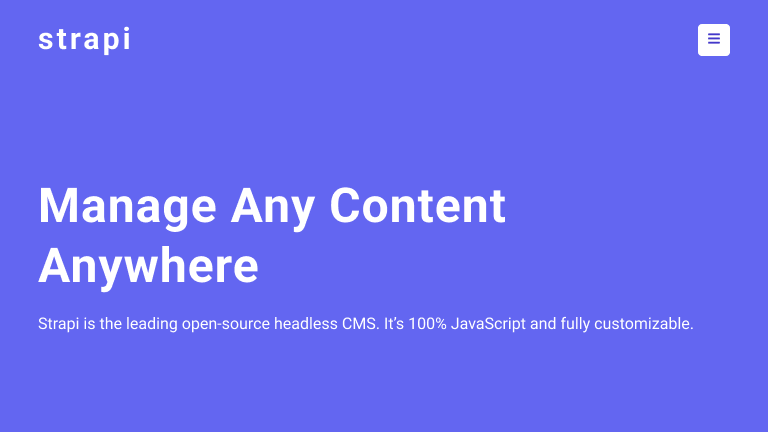 strapi
Manage Any Content
Anywhere
Strapi is the leading open-source headless CMS. It’s 100% JavaScript and fully customizable.